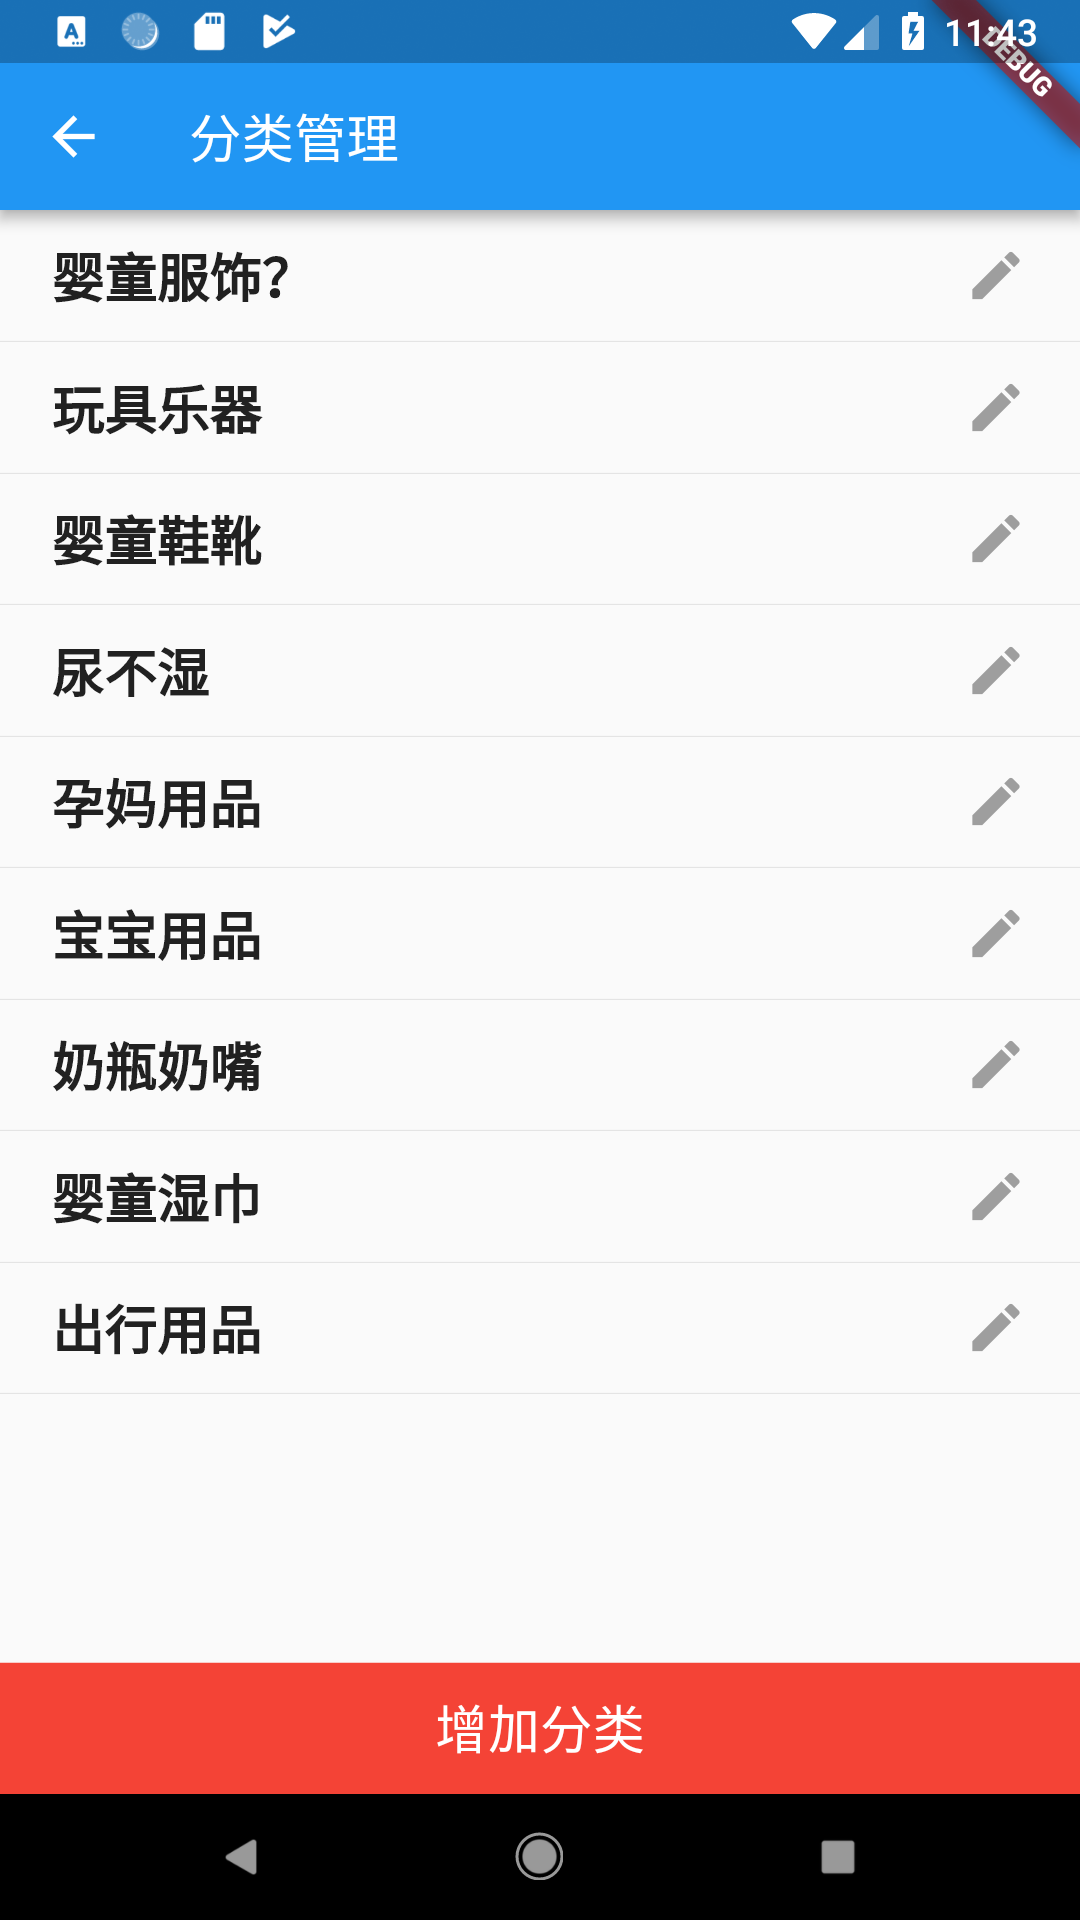 11:43
DEBUG
分类管理
婴童服饰?
玩具乐器
婴童鞋靴
尿不湿
孕妈用品
宝宝用品
奶瓶奶嘴
婴童湿巾
出行用品
增加分类